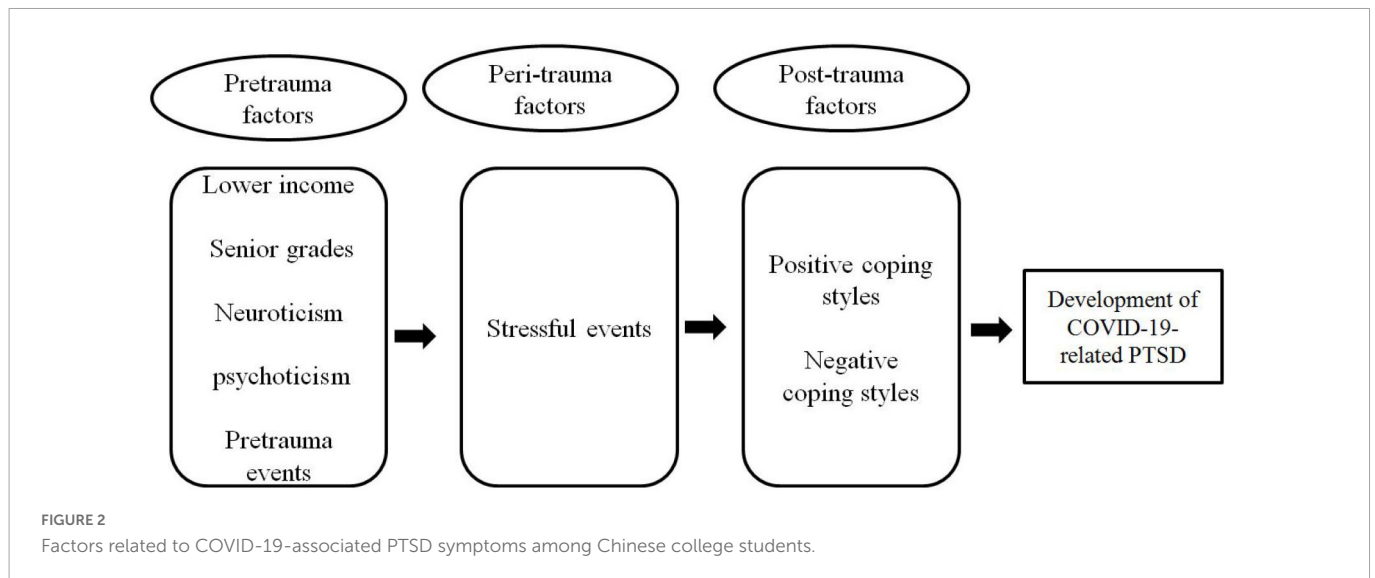 Pretrauma
factors
Peri-trauma
factors
Post-trauma
factors
Lower income
Senior grades
Neuroticism
psychoticism
Pretrauma
events
Stressful events
Positive coping
styles
Negative
coping styles
Development of
COVID-19-
related PTSD
FIGURE 2
Factors related to COVID-19-associated PTSD symptoms among Chinese college students.